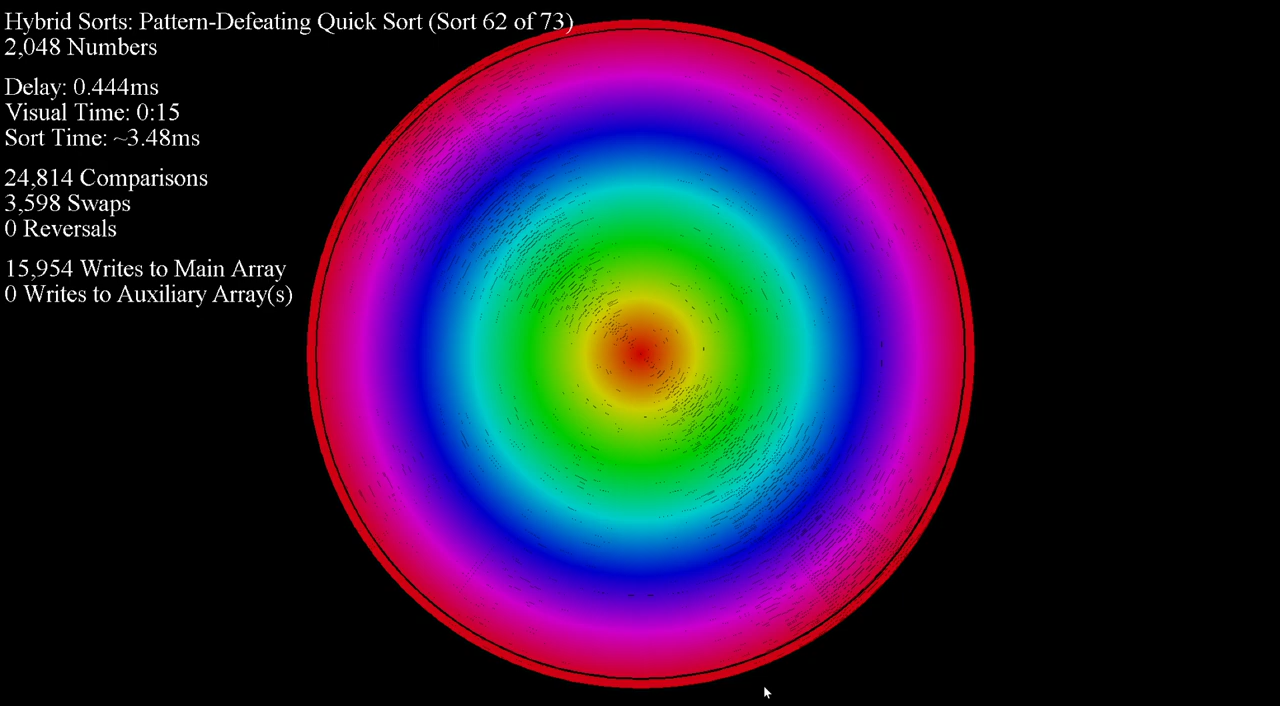 Hybrid Sorts: Pattern-Defeating Quick Sort (Sort 62 of 73)
2,048 Numbers
Delay: 0.444ms
Visual Time: 0:15
Sort Time: ~3.48ms
24,814 Comparisons
3,598 Swaps
0 Reversals
15,954 Writes to Main Array
0 Writes to Auxiliary Array(s)